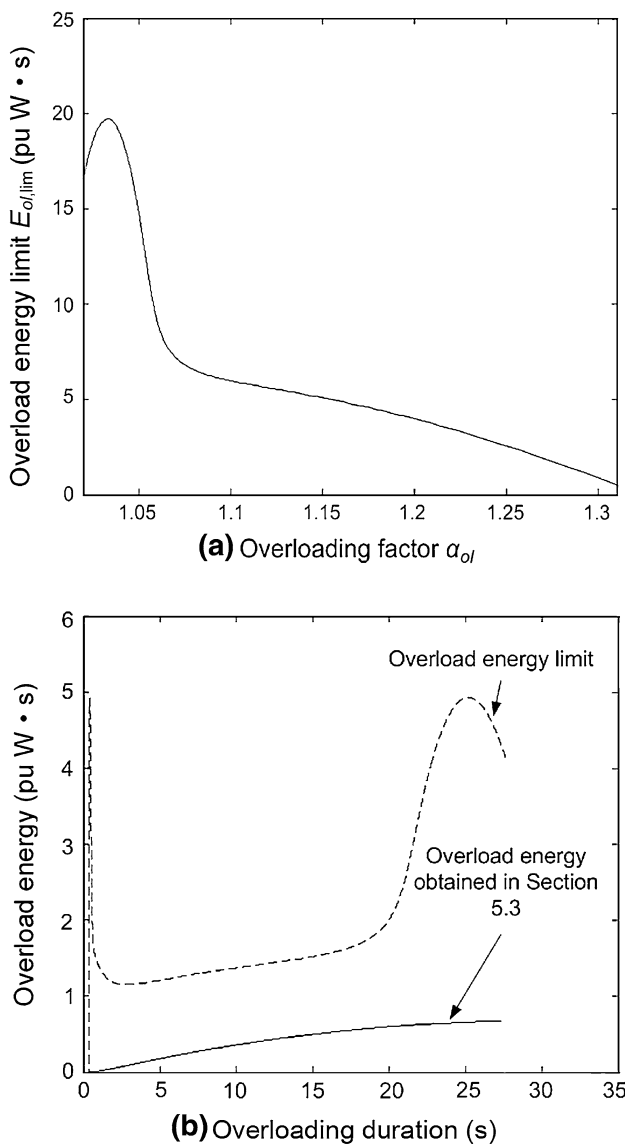 25
20
15
10
5
0
Overload energy limit E_ol,lim (pu W • s)
1.05 1.1 1.15 1.2 1.25 1.3
(a) Overloading factor α_ol
6
5
4
3
2
1
0
Overload energy (pu W • s)
Overload energy limit
Overload energy
obtained in Section
5.3
0 5 10 15 20 25 30 35
(b) Overloading duration (s)